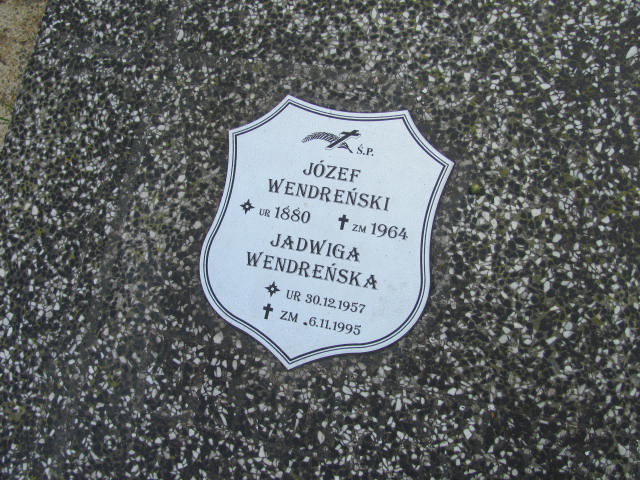 Ś.P.
JÓZEF
WENDREŃSKI
UR 1880 ZM 1964
JADWIGA
WENDREŃSKA
UR 30.12.1957
ZM .6.11.1995